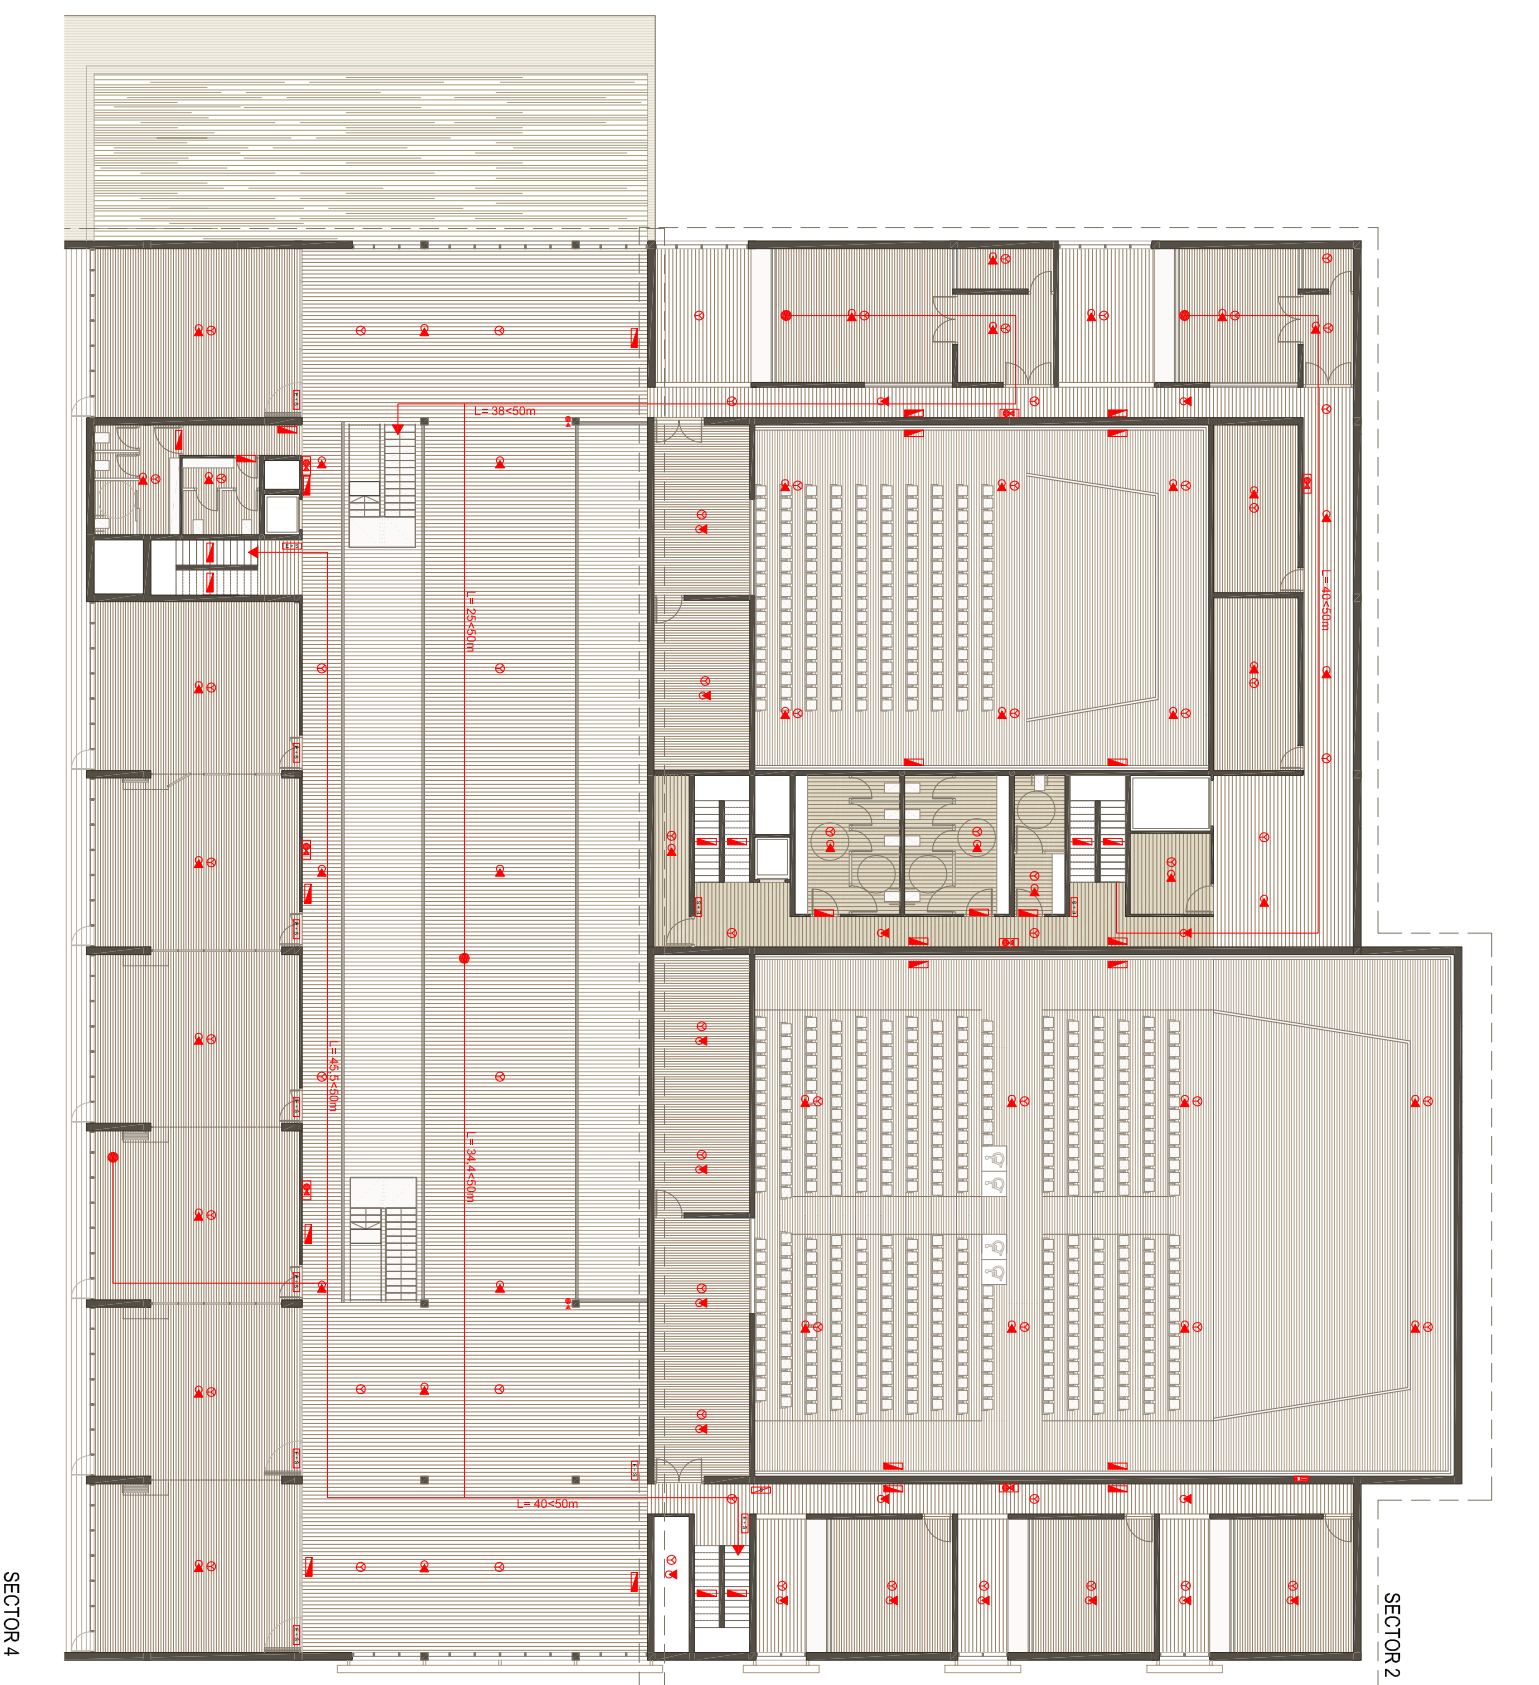 L= 38<50m
L= 25<50m
L= 40<50m
L= 45,5<50m
L= 34,4<50m
L= 40<50m
SECTOR 4
SECTOR 2